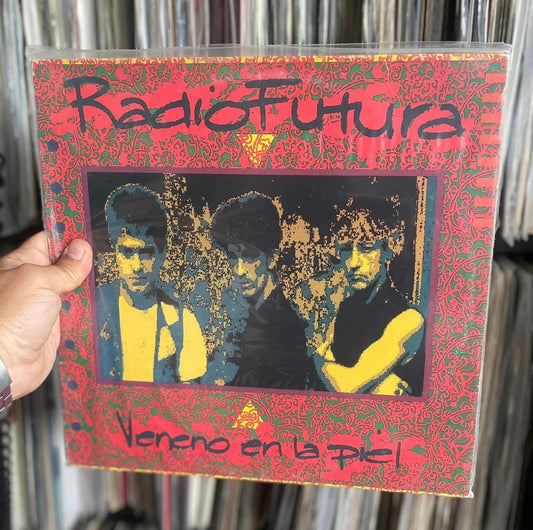 RadioFutura
Veneno en la piel